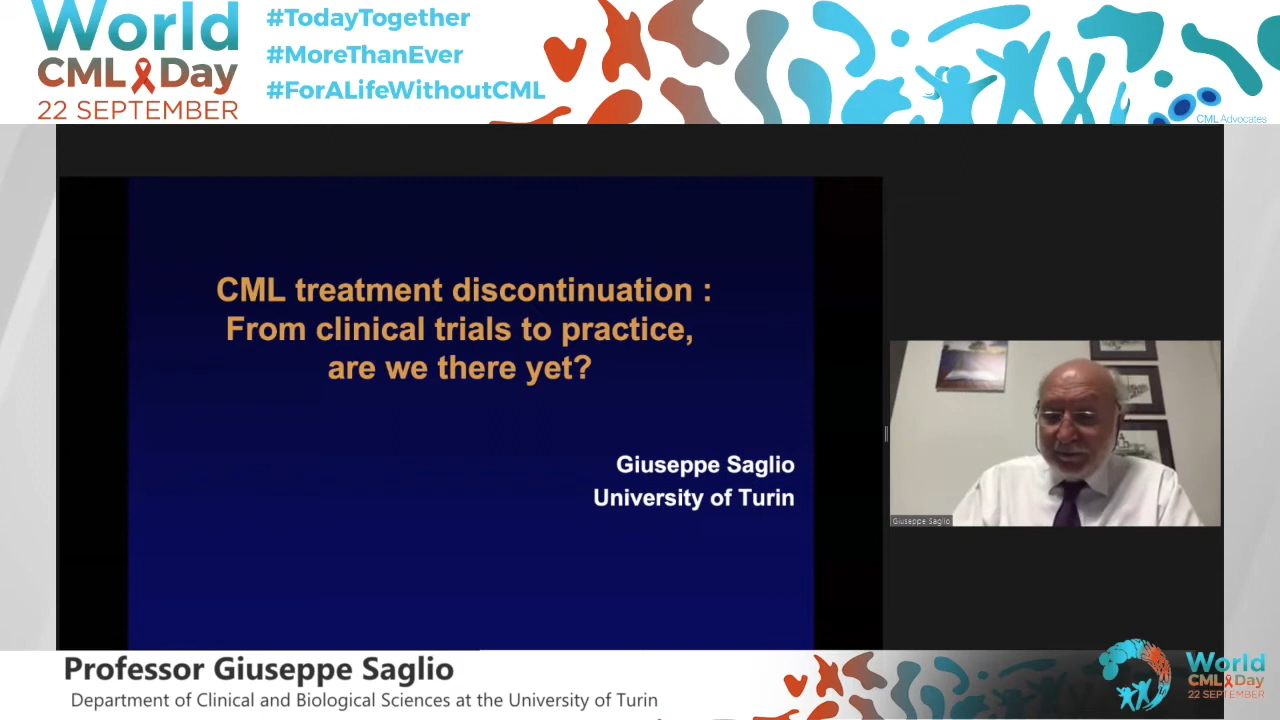 World
CML Day
22 SEPTEMBER
#TodayTogether
#MoreThanEver
#ForALifeWithoutCML
CML Advocates
CML treatment discontinuation :
From clinical trials to practice,
are we there yet?
Giuseppe Saglio
University of Turin
Giuseppe Saglio
Professor Giuseppe Saglio
Department of Clinical and Biological Sciences at the University of Turin
World
CML Day
22 SEPTEMBER